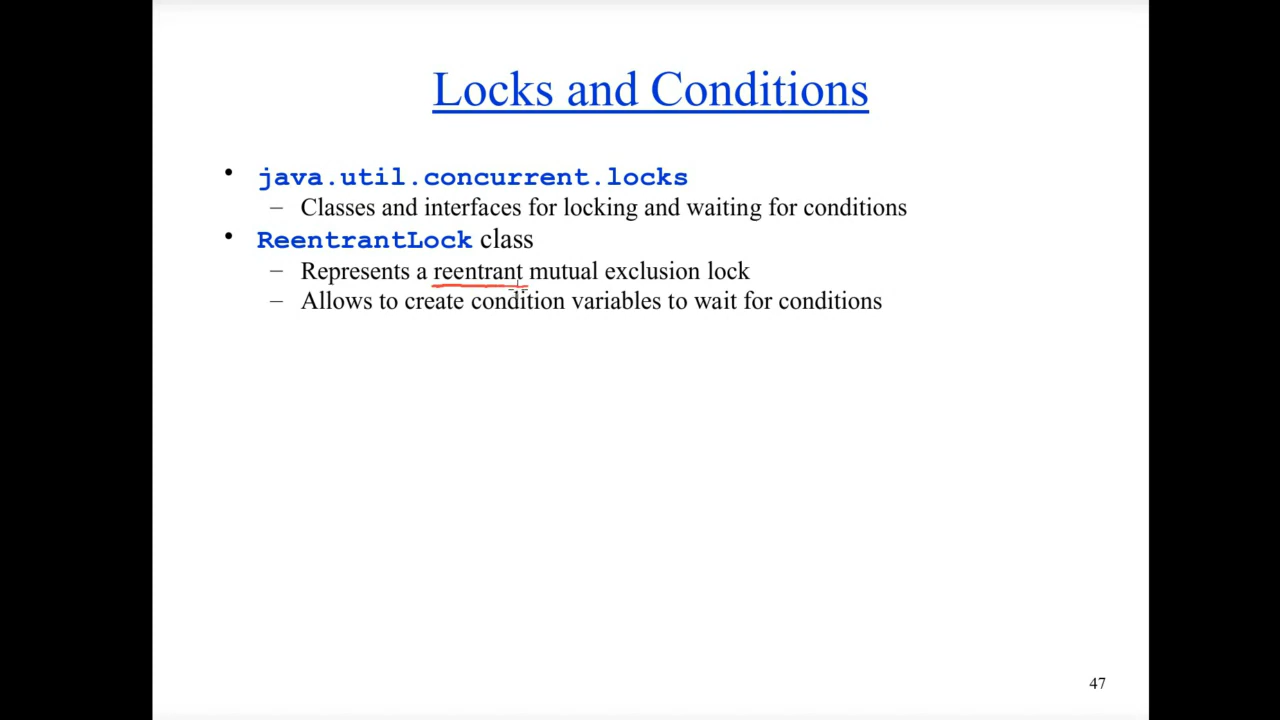 Locks and Conditions
• java.util.concurrent.locks
– Classes and interfaces for locking and waiting for conditions
• ReentrantLock class
– Represents a reentrant mutual exclusion lock
– Allows to create condition variables to wait for conditions
47